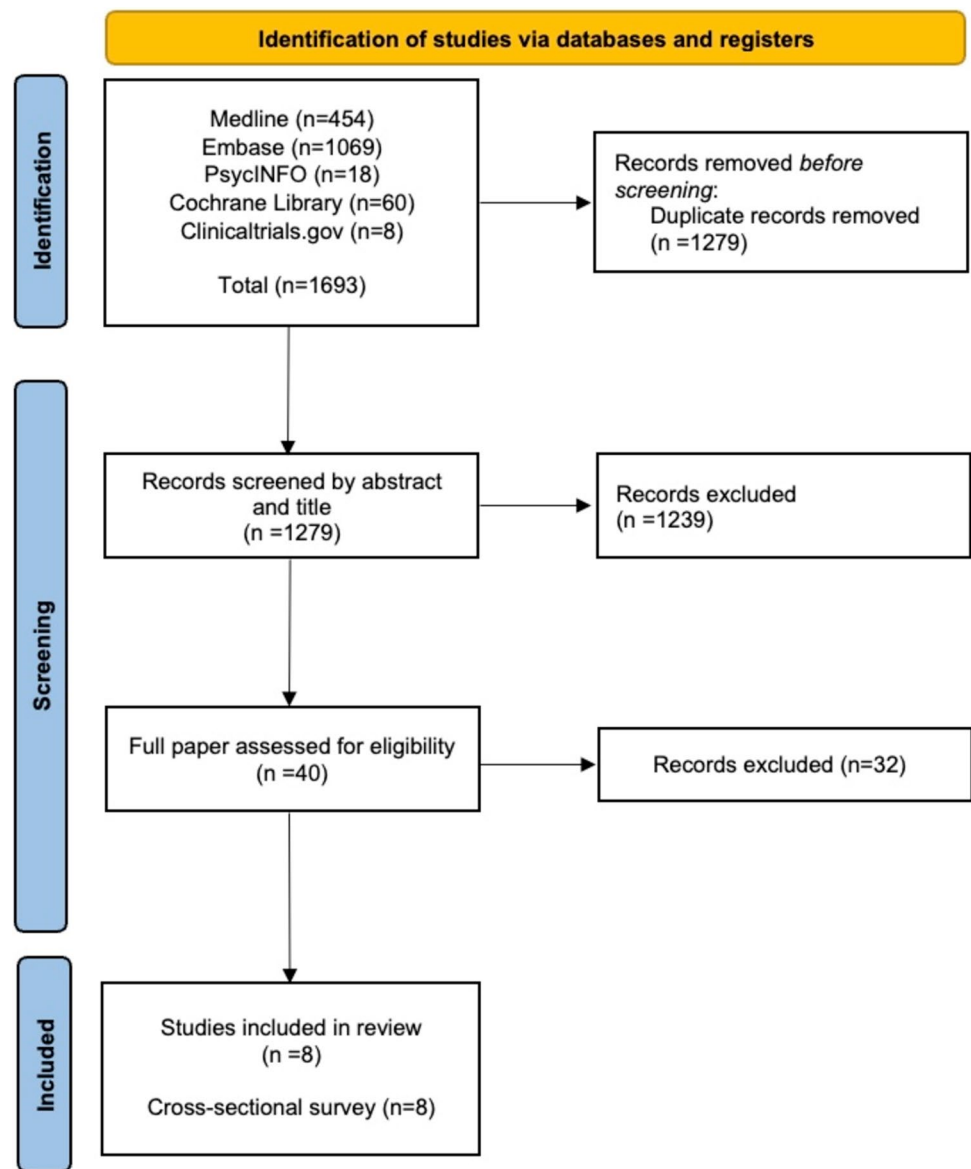 Identification of studies via databases and registers
Identification
Medline (n=454)
Embase (n=1069)
PsycINFO (n=18)
Cochrane Library (n=60)
Clinicaltrials.gov (n=8)
Total (n=1693)
Records removed before
screening:
Duplicate records removed
(n =1279)
Screening
Records screened by abstract
and title
(n =1279)
Records excluded
(n =1239)
Full paper assessed for eligibility
(n =40)
Records excluded (n=32)
Included
Studies included in review
(n =8)
Cross-sectional survey (n=8)